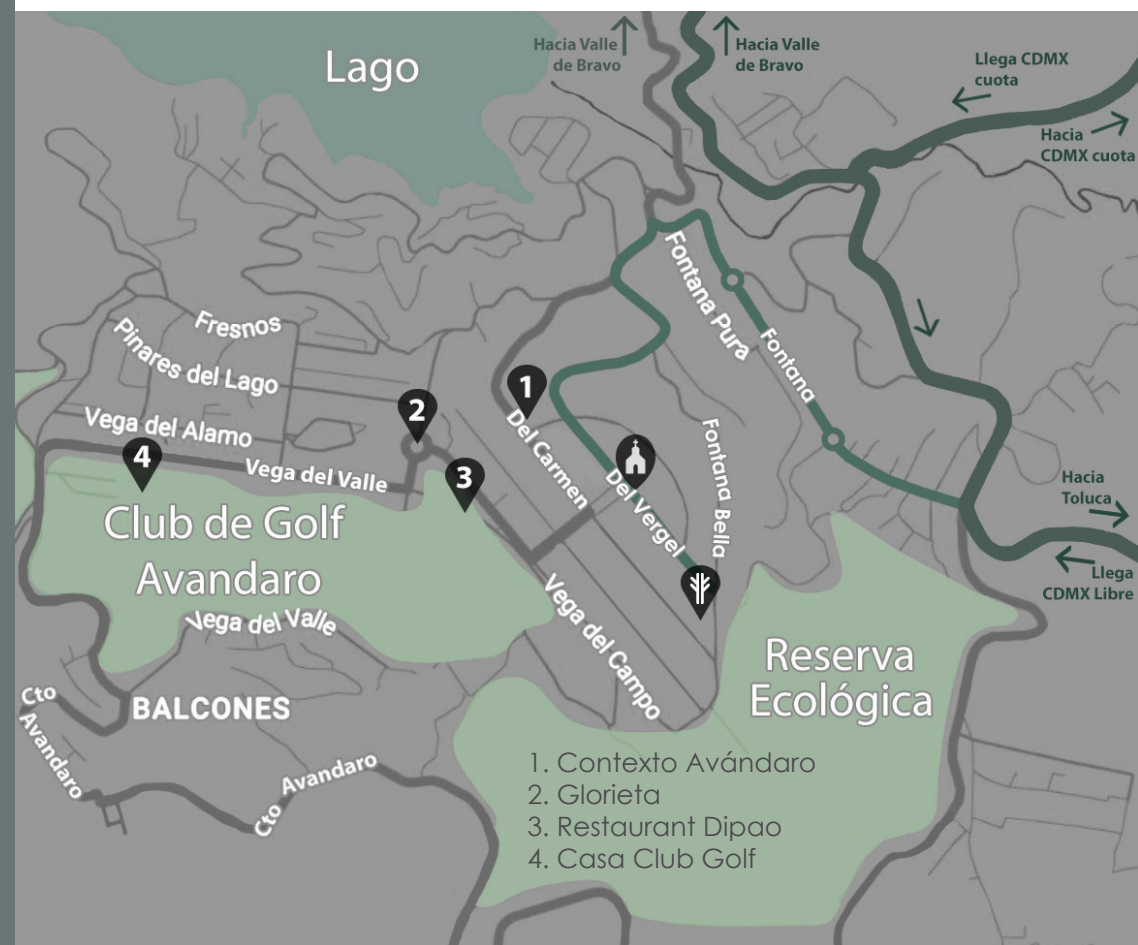 Lago
Hacia Valle
de Bravo
Hacia Valle
de Bravo
Llega CDMX
cuota
Hacia
CDMX cuota
Fontana Pura
Fontana
Fresnos
Pinares del Lago
Vega del Alamo
1
2
3
4
Vega del Valle
Del Carmen
Del Vergel
Fontana Bella
Hacia
Toluca
Llega
CDMX Libre
Club de Golf
Avandaro
Vega del Valle
Vega del Campo
Reserva
Ecológica
BALCONES
Cto
Avandaro
Cto
Avandaro
1. Contexto Avándaro
2. Glorieta
3. Restaurant Dipao
4. Casa Club Golf